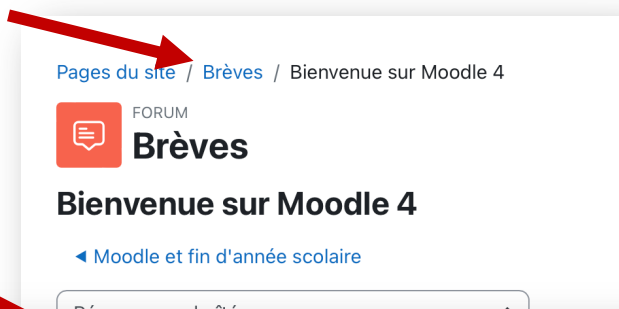 Pages du site / Brèves / Bienvenue sur Moodle 4
FORUM
Brèves
Bienvenue sur Moodle 4
◀ Moodle et fin d'année scolaire